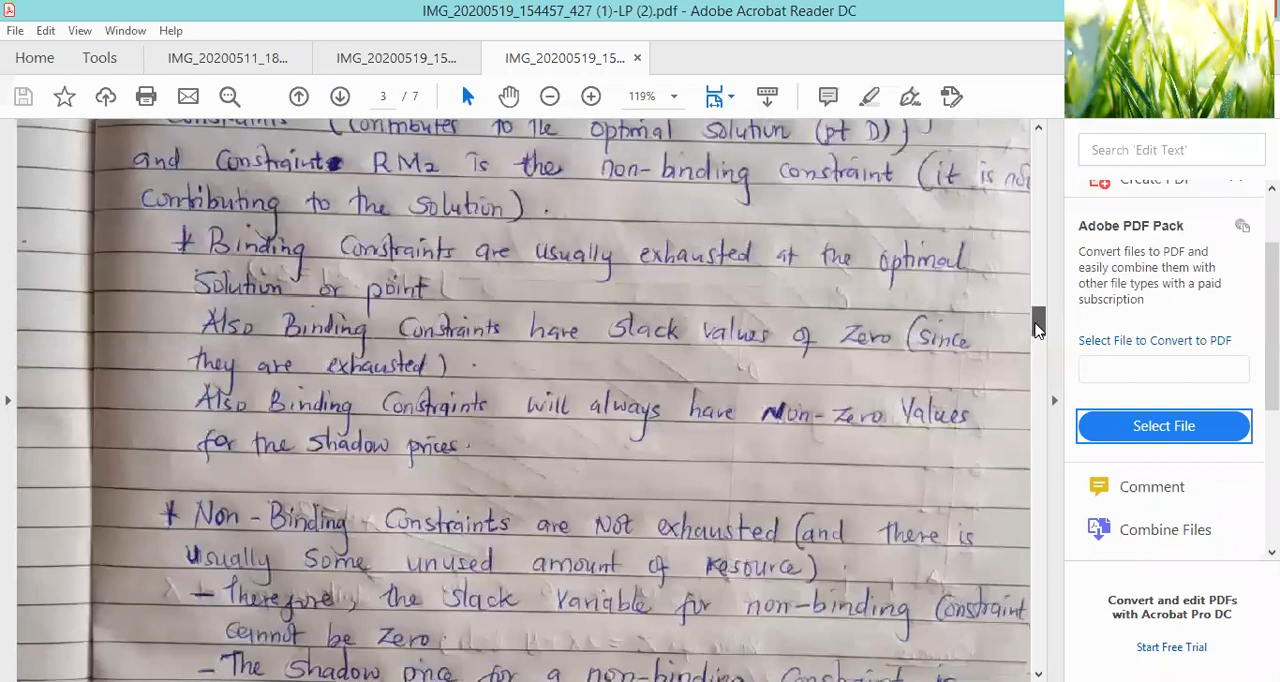 IMG_20200519_154457_427 (1)-LP (2).pdf - Adobe Acrobat Reader DC
File Edit View Window Help
Home Tools IMG_20200511_18... IMG_20200519_15... IMG_20200519_15... ×
3 / 7 119%
Constraints (Contributes to the optimal solution (pt D))
and Constraint RM2 is the non-binding constraint (it is not
contributing to the solution).
* Binding Constraints are usually exhausted at the optimal
solution or point
Also Binding Constraints have slack values of zero (since
they are exhausted).
Also Binding Constraints will always have Non-zero Values
for the shadow prices.
* Non-Binding Constraints are Not exhausted (and there is
usually some unused amount of resource)
- Therefore, the slack variable for non-binding Constraint
cannot be zero
- The shadow price for a non-binding Constraint is
Search 'Edit Text'
Create PDF
Adobe PDF Pack
Convert files to PDF and
easily combine them with
other file types with a paid
subscription
Select File to Convert to PDF
Select File
Comment
Combine Files
Convert and edit PDFs
with Acrobat Pro DC
Start Free Trial